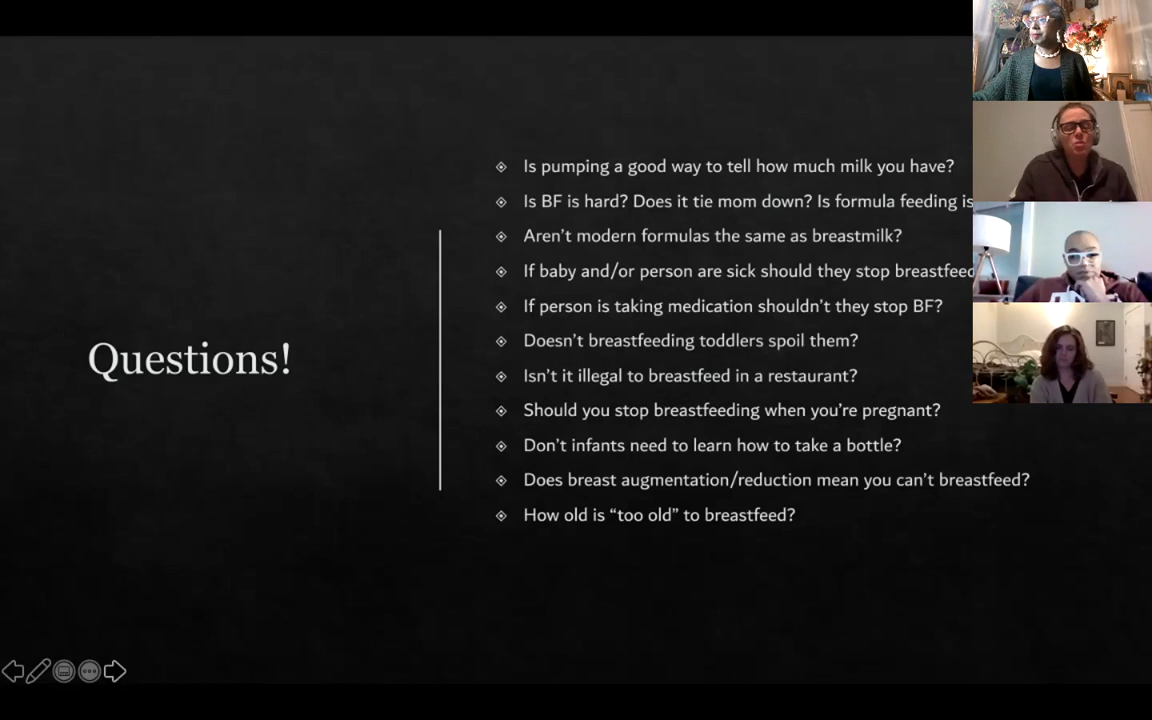 Questions!
Is pumping a good way to tell how much milk you have?
Is BF is hard? Does it tie mom down? Is formula feeding is
Aren’t modern formulas the same as breastmilk?
If baby and/or person are sick should they stop breastfeed
If person is taking medication shouldn’t they stop BF?
Doesn’t breastfeeding toddlers spoil them?
Isn’t it illegal to breastfeed in a restaurant?
Should you stop breastfeeding when you’re pregnant?
Don’t infants need to learn how to take a bottle?
Does breast augmentation/reduction mean you can’t breastfeed?
How old is “too old” to breastfeed?